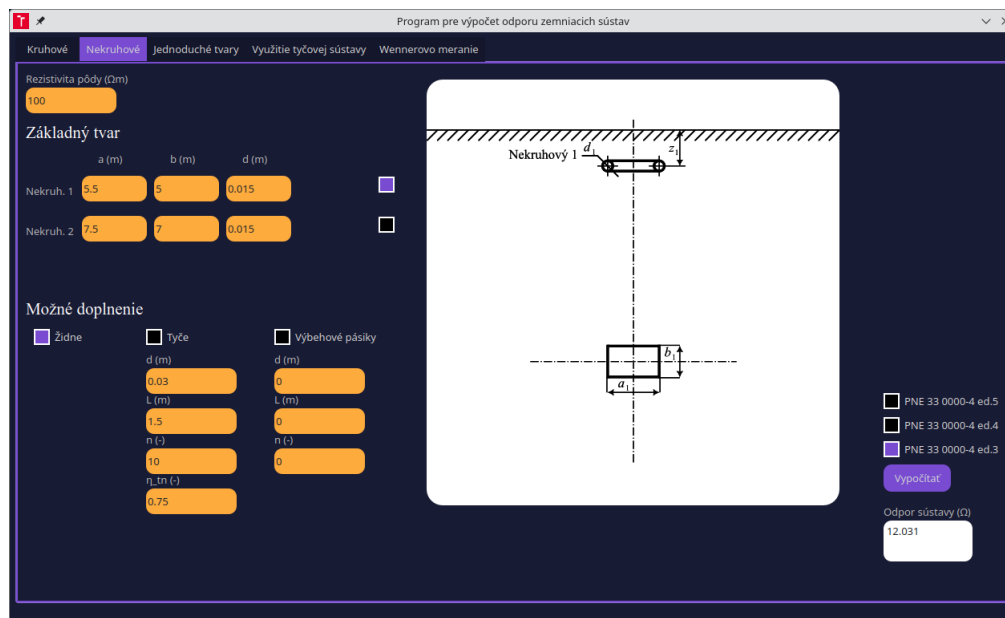 Program pre výpočet odporu zemniacich sústav
Kruhové Nekruhové Jednoduché tvary Využitie tyčovej sústavy Wennerovo meranie
Rezistivita pôdy (Ωm)
100
Základný tvar
a (m) b (m) d (m)
Nekruh. 1 5.5 5 0.015
Nekruh. 2 7.5 7 0.015
Možné doplnenie
Židne Tyče Výbehové pásiky
d (m) d (m)
0.03 0
L (m) L (m)
1.5 0
n (-) n (-)
10 0
η_tn (-)
0.75
Nekruhový 1 d₁ z₁
b₁
a₁
PNE 33 0000-4 ed.5
PNE 33 0000-4 ed.4
PNE 33 0000-4 ed.3
Vypočítať
Odpor sústavy (Ω)
12.031